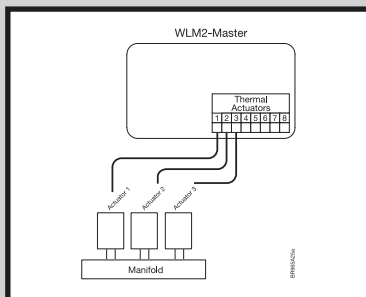 WLM2-Master
Thermal
Actuators
1 2 3 4 5 6 7 8
Actuator 1
Actuator 2
Actuator 3
Manifold